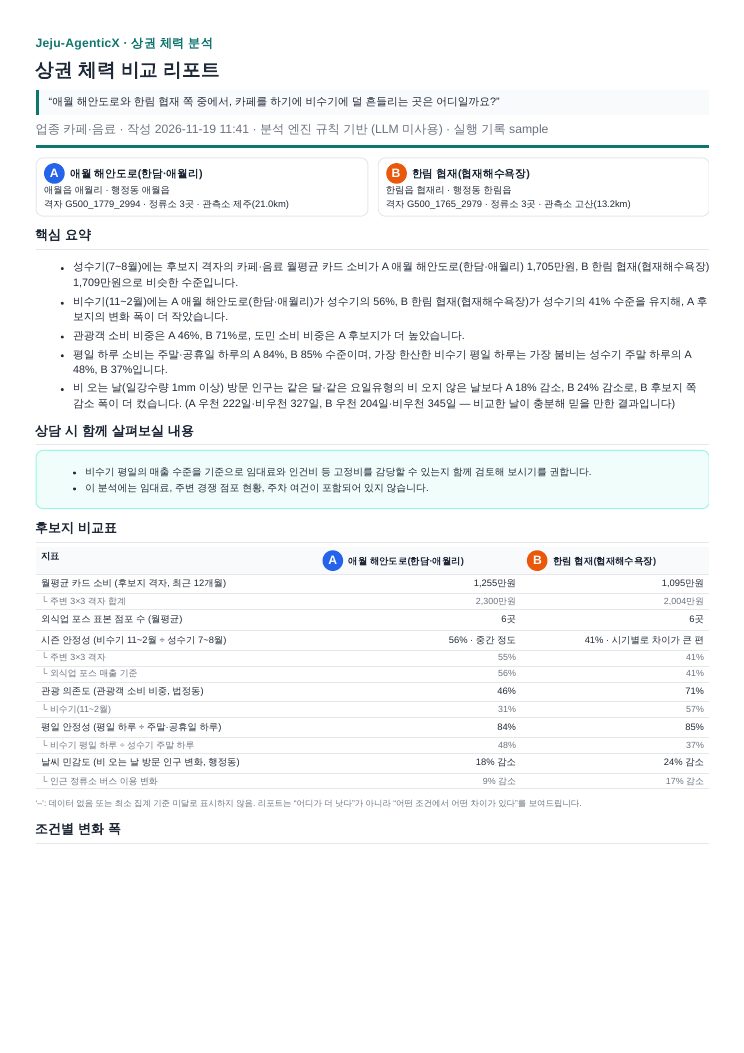 Jeju-AgenticX · 상권 체력 분석
상권 체력 비교 리포트
“애월 해안도로와 한림 협재 쪽 중에서, 카페를 하기에 비수기에 덜 흔들리는 곳은 어디일까요?”
업종 카페·음료 · 작성 2026-11-19 11:41 · 분석 엔진 규칙 기반 (LLM 미사용) · 실행 기록 sample
A 애월 해안도로(한담·애월리)
애월읍 애월리 · 행정동 애월읍
격자 G500_1779_2994 · 정류소 3곳 · 관측소 제주(21.0km)
B 한림 협재(협재해수욕장)
한림읍 협재리 · 행정동 한림읍
격자 G500_1765_2979 · 정류소 3곳 · 관측소 고산(13.2km)
핵심 요약
• 성수기(7~8월)에는 후보지 격자의 카페·음료 월평균 카드 소비가 A 애월 해안도로(한담·애월리) 1,705만원, B 한림 협재(협재해수욕장)
1,709만원으로 비슷한 수준입니다.
• 비수기(11~2월)에는 A 애월 해안도로(한담·애월리)가 성수기의 56%, B 한림 협재(협재해수욕장)가 성수기의 41% 수준을 유지해, A 후
보지의 변화 폭이 더 작았습니다.
• 관광객 소비 비중은 A 46%, B 71%로, 도민 소비 비중은 A 후보지가 더 높았습니다.
• 평일 하루 소비는 주말·공휴일 하루의 A 84%, B 85% 수준이며, 가장 한산한 비수기 평일 하루는 가장 붐비는 성수기 주말 하루의 A
48%, B 37%입니다.
• 비 오는 날(일강수량 1mm 이상) 방문 인구는 같은 달·같은 요일유형의 비 오지 않은 날보다 A 18% 감소, B 24% 감소로, B 후보지 쪽
감소 폭이 더 컸습니다. (A 우천 222일·비우천 327일, B 우천 204일·비우천 345일 — 비교한 날이 충분해 믿을 만한 결과입니다)
상담 시 함께 살펴보실 내용
• 비수기 평일의 매출 수준을 기준으로 임대료와 인건비 등 고정비를 감당할 수 있는지 함께 검토해 보시기를 권합니다.
• 이 분석에는 임대료, 주변 경쟁 점포 현황, 주차 여건이 포함되어 있지 않습니다.
후보지 비교표
지표 A 애월 해안도로(한담·애월리) B 한림 협재(협재해수욕장)
월평균 카드 소비 (후보지 격자, 최근 12개월) 1,255만원 1,095만원
└ 주변 3×3 격자 합계 2,300만원 2,004만원
외식업 포스 표본 점포 수 (월평균) 6곳 6곳
시즌 안정성 (비수기 11~2월 ÷ 성수기 7~8월) 56% · 중간 정도 41% · 시기별로 차이가 큰 편
└ 주변 3×3 격자 55% 41%
└ 외식업 포스 매출 기준 56% 41%
관광 의존도 (관광객 소비 비중, 법정동) 46% 71%
└ 비수기(11~2월) 31% 57%
평일 안정성 (평일 하루 ÷ 주말·공휴일 하루) 84% 85%
└ 비수기 평일 하루 ÷ 성수기 주말 하루 48% 37%
날씨 민감도 (비 오는 날 방문 인구 변화, 행정동) 18% 감소 24% 감소
└ 인근 정류소 버스 이용 변화 9% 감소 17% 감소
‘–’: 데이터 없음 또는 최소 집계 기준 미달로 표시하지 않음. 리포트는 “어디가 더 낫다”가 아니라 “어떤 조건에서 어떤 차이가 있다”를 보여드립니다.
조건별 변화 폭